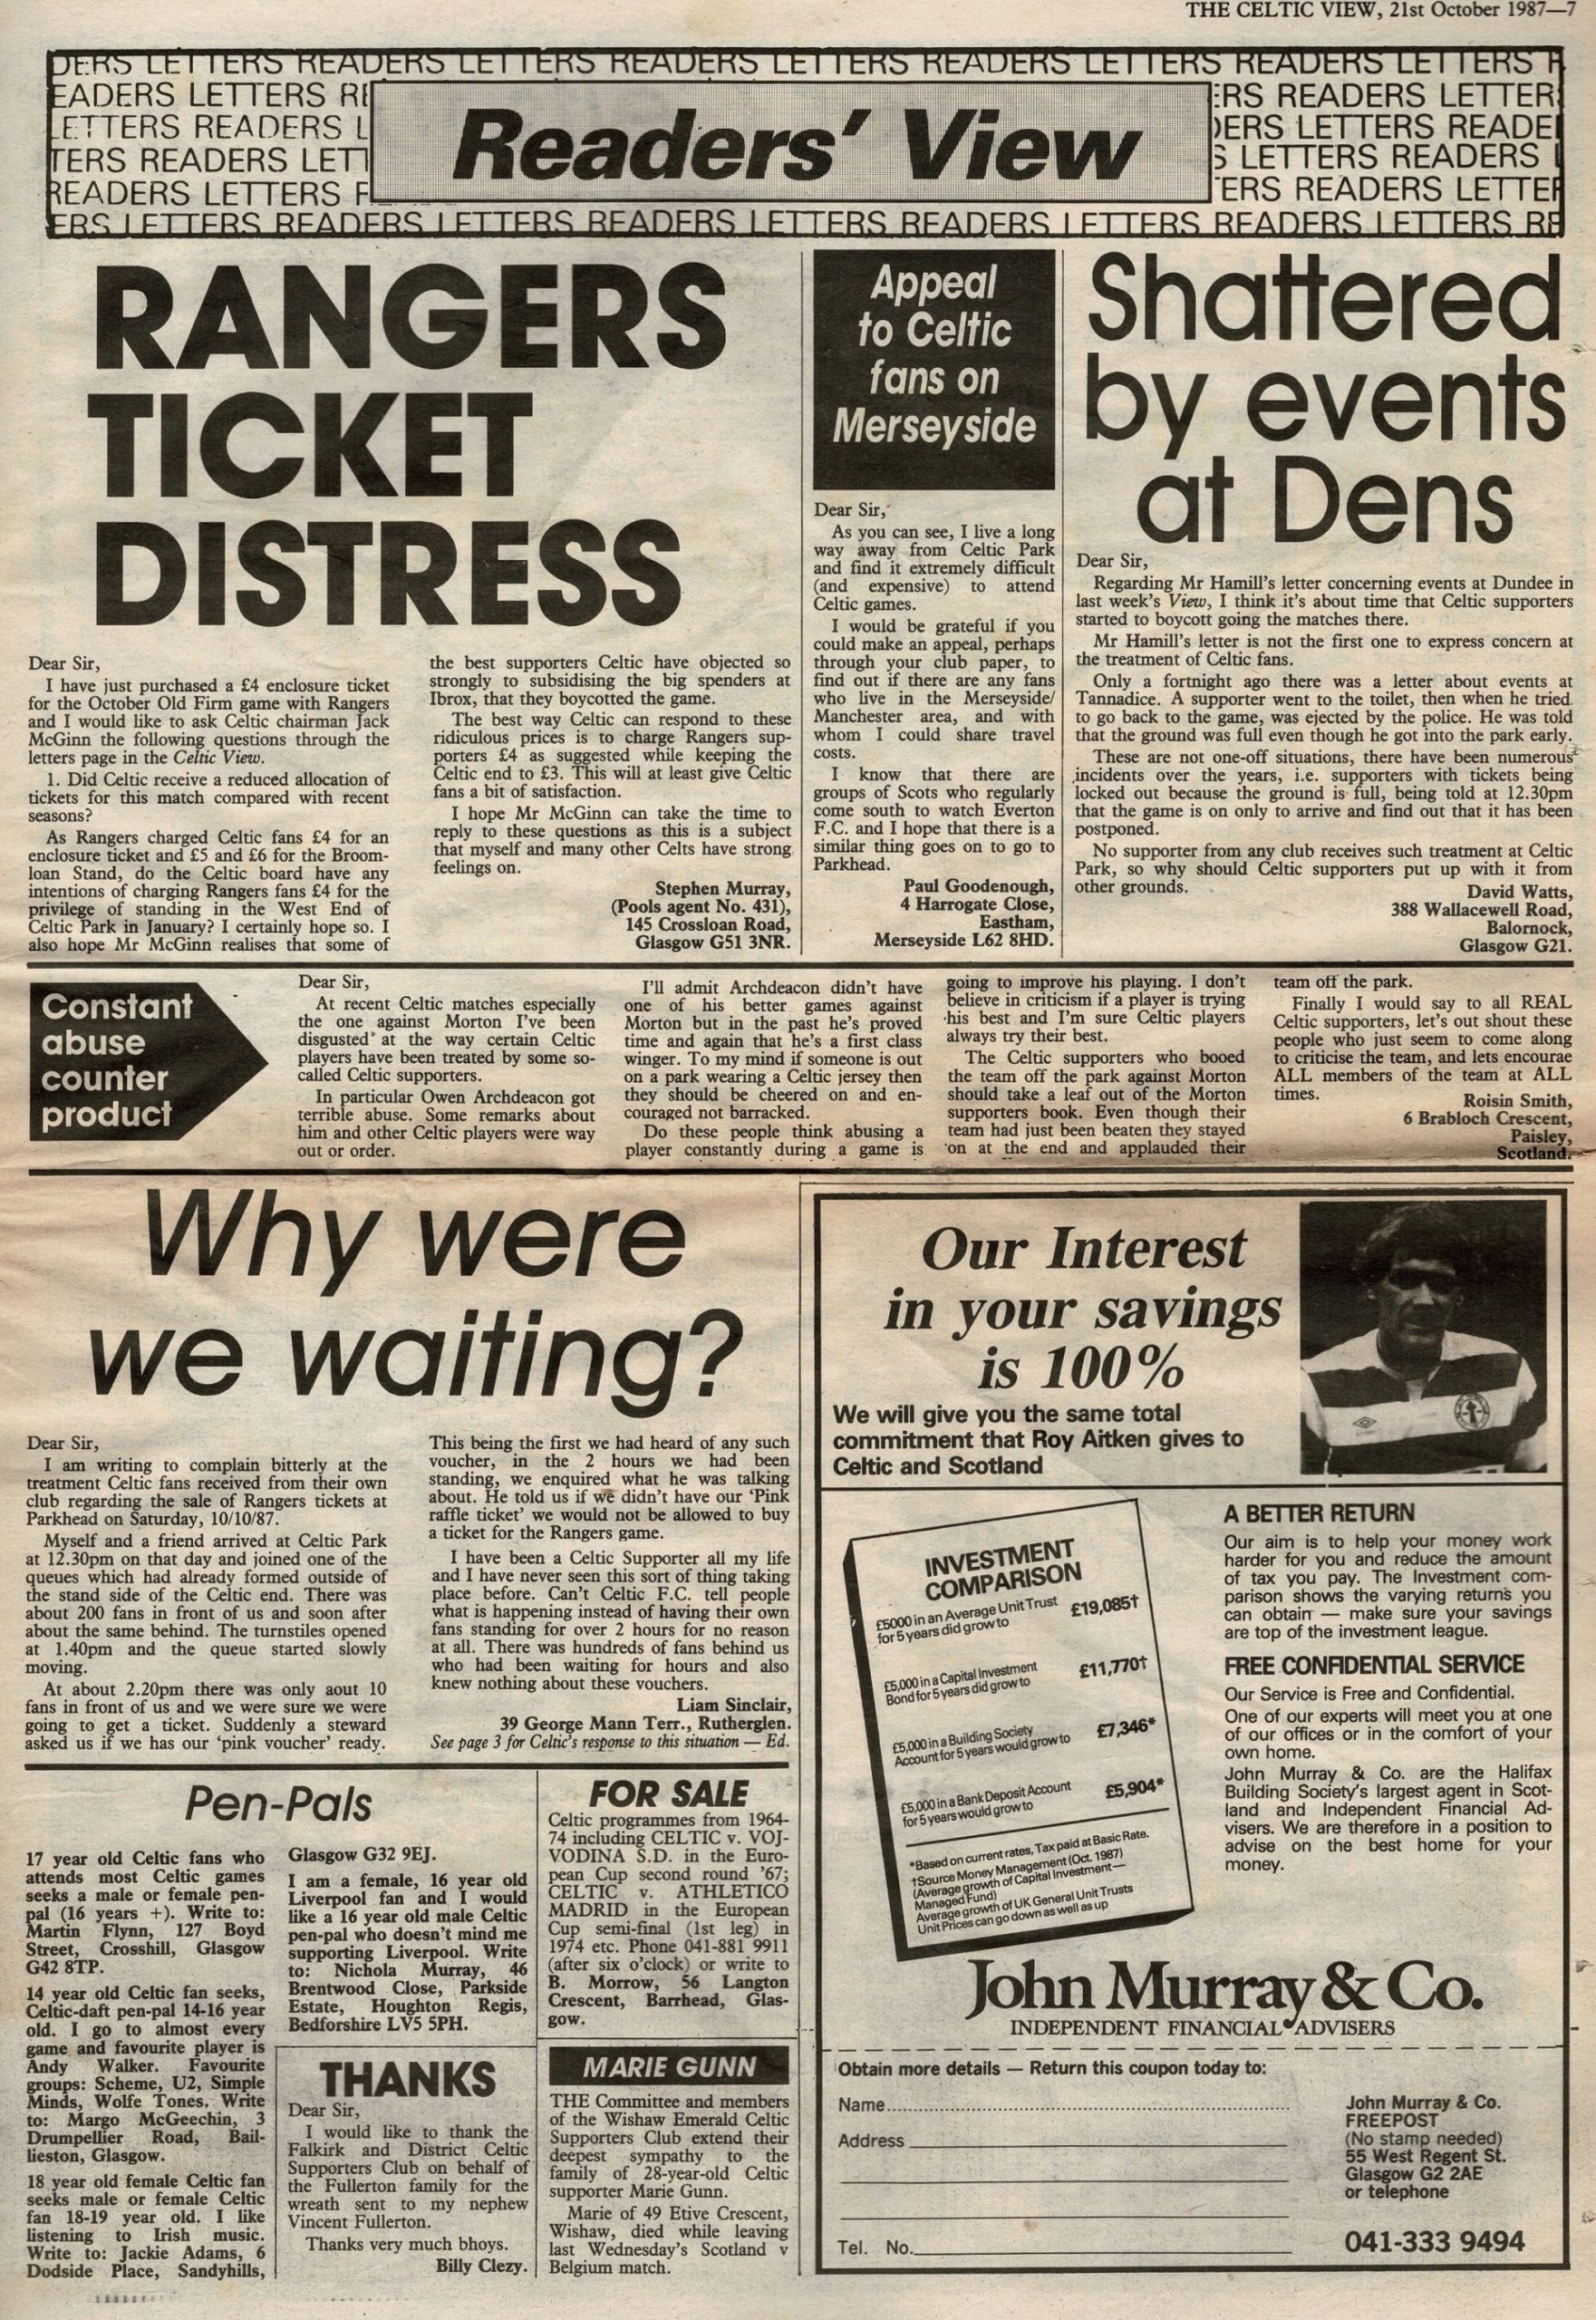 THE CELTIC VIEW, 21st October 1987—7
DERS LETTERS READERS LETTERS READERS LETTERS READERS LETTERS READERS LETTERS R
EADERS LETTERS RE
ERS READERS LETTER
LETTERS READERS L
DERS LETTERS READE
TERS READERS LETT
S LETTERS READERS L
READERS LETTERS R
TERS READERS LETTER
ERS LETTERS READERS LETTERS READERS LETTERS READERS LETTERS READERS LETTERS RE
Readers' View
RANGERS
TICKET
DISTRESS
Dear Sir,
I have just purchased a £4 enclosure ticket
for the October Old Firm game with Rangers
and I would like to ask Celtic chairman Jack
McGinn the following questions through the
letters page in the Celtic View.
1. Did Celtic receive a reduced allocation of
tickets for this match compared with recent
seasons?
As Rangers charged Celtic fans £4 for an
enclosure ticket and £5 and £6 for the Broom-
loan Stand, do the Celtic board have any
intentions of charging Rangers fans £4 for the
privilege of standing in the West End of
Celtic Park in January? I certainly hope so. I
also hope Mr McGinn realises that some of
the best supporters Celtic have objected so
strongly to subsidising the big spenders at
Ibrox, that they boycotted the game.
The best way Celtic can respond to these
ridiculous prices is to charge Rangers sup-
porters £4 as suggested while keeping the
Celtic end to £3. This will at least give Celtic
fans a bit of satisfaction.
I hope Mr McGinn can take the time to
reply to these questions as this is a subject
that myself and many other Celts have strong
feelings on.
Stephen Murray,
(Pools agent No. 431),
145 Crossloan Road,
Glasgow G51 3NR.
Appeal
to Celtic
fans on
Merseyside
Dear Sir,
As you can see, I live a long
way away from Celtic Park
and find it extremely difficult
(and expensive) to attend
Celtic games.
I would be grateful if you
could make an appeal, perhaps
through your club paper, to
find out if there are any fans
who live in the Merseyside/
Manchester area, and with
whom I could share travel
costs.
I know that there are
groups of Scots who regularly
come south to watch Everton
F.C. and I hope that there is a
similar thing goes on to go to
Parkhead.
Paul Goodenough,
4 Harrogate Close,
Eastham,
Merseyside L62 8HD.
Shattered
by events
at Dens
Dear Sir,
Regarding Mr Hamill's letter concerning events at Dundee in
last week's View, I think it's about time that Celtic supporters
started to boycott going the matches there.
Mr Hamill's letter is not the first one to express concern at
the treatment of Celtic fans.
Only a fortnight ago there was a letter about events at
Tannadice. A supporter went to the toilet, then when he tried
to go back to the game, was ejected by the police. He was told
that the ground was full even though he got into the park early.
These are not one-off situations, there have been numerous
incidents over the years, i.e. supporters with tickets being
locked out because the ground is full, being told at 12.30pm
that the game is on only to arrive and find out that it has been
postponed.
No supporter from any club receives such treatment at Celtic
Park, so why should Celtic supporters put up with it from
other grounds.
David Watts,
388 Wallacewell Road,
Balornock,
Glasgow G21.
Constant
abuse
counter
product
Dear Sir,
At recent Celtic matches especially
the one against Morton I've been
disgusted at the way certain Celtic
players have been treated by some so-
called Celtic supporters.
In particular Owen Archdeacon got
terrible abuse. Some remarks about
him and other Celtic players were way
out or order.
I'll admit Archdeacon didn't have
one of his better games against
Morton but in the past he's proved
time and again that he's a first class
winger. To my mind if someone is out
on a park wearing a Celtic jersey then
they should be cheered on and en-
couraged not barracked.
Do these people think abusing a
player constantly during a game is
going to improve his playing. I don't
believe in criticism if a player is trying
his best and I'm sure Celtic players
always try their best.
The Celtic supporters who booed
the team off the park against Morton
should take a leaf out of the Morton
supporters book. Even though their
team had just been beaten they stayed
on at the end and applauded their
team off the park.
Finally I would say to all REAL
Celtic supporters, let's out shout these
people who just seem to come along
to criticise the team, and lets encourae
ALL members of the team at ALL
times.
Roisin Smith,
6 Brabloch Crescent,
Paisley,
Scotland.
Why were
we waiting?
Dear Sir,
I am writing to complain bitterly at the
treatment Celtic fans received from their own
club regarding the sale of Rangers tickets at
Parkhead on Saturday, 10/10/87.
Myself and a friend arrived at Celtic Park
at 12.30pm on that day and joined one of the
queues which had already formed outside of
the stand side of the Celtic end. There was
about 200 fans in front of us and soon after
about the same behind. The turnstiles opened
at 1.40pm and the queue started slowly
moving.
At about 2.20pm there was only aout 10
fans in front of us and we were sure we were
going to get a ticket. Suddenly a steward
asked us if we has our 'pink voucher' ready.
This being the first we had heard of any such
voucher, in the 2 hours we had been
standing, we enquired what he was talking
about. He told us if we didn't have our 'Pink
raffle ticket' we would not be allowed to buy
a ticket for the Rangers game.
I have been a Celtic Supporter all my life
and I have never seen this sort of thing taking
place before. Can't Celtic F.C. tell people
what is happening instead of having their own
fans standing for over 2 hours for no reason
at all. There was hundreds of fans behind us
who had been waiting for hours and also
knew nothing about these vouchers.
Liam Sinclair,
39 George Mann Terr., Rutherglen.
See page 3 for Celtic's response to this situation — Ed.
Pen-Pals
17 year old Celtic fans who
attends most Celtic games
seeks a male or female pen-
pal (16 years +). Write to:
Martin Flynn, 127 Boyd
Street, Crosshill, Glasgow
G42 8TP.
14 year old Celtic fan seeks,
Celtic-daft pen-pal 14-16 year
old. I go to almost every
game and favourite player is
Andy Walker. Favourite
groups: Scheme, U2, Simple
Minds, Wolfe Tones. Write
to: Margo McGeechin, 3
Drumpellier Road, Bail-
lieston, Glasgow.
18 year old female Celtic fan
seeks male or female Celtic
fan 18-19 year old. I like
listening to Irish music.
Write to: Jackie Adams, 6
Dodside Place, Sandyhills,
Glasgow G32 9EJ.
I am a female, 16 year old
Liverpool fan and I would
like a 16 year old male Celtic
pen-pal who doesn't mind me
supporting Liverpool. Write
to: Nichola Murray, 46
Brentwood Close, Parkside
Estate, Houghton Regis,
Bedforshire LV5 5PH.
THANKS
Dear Sir,
I would like to thank the
Falkirk and District Celtic
Supporters Club on behalf of
the Fullerton family for the
wreath sent to my nephew
Vincent Fullerton.
Thanks very much bhoys.
Billy Clezy.
FOR SALE
Celtic programmes from 1964-
74 including CELTIC v. VOJ-
VODINA S.D. in the Euro-
pean Cup second round '67;
CELTIC v. ATHLETICO
MADRID in the European
Cup semi-final (1st leg) in
1974 etc. Phone 041-881 9911
(after six o'clock) or write to
B. Morrow, 56 Langton
Crescent, Barrhead, Glas-
gow.
MARIE GUNN
THE Committee and members
of the Wishaw Emerald Celtic
Supporters Club extend their
deepest sympathy to the
family of 28-year-old Celtic
supporter Marie Gunn.
Marie of 49 Etive Crescent,
Wishaw, died while leaving
last Wednesday's Scotland v
Belgium match.
Our Interest
in your savings
is 100%
We will give you the same total
commitment that Roy Aitken gives to
Celtic and Scotland
INVESTMENT
COMPARISON
£5000 in an Average Unit Trust
for 5 years did grow to
£19,085†
£5,000 in a Capital Investment
Bond for 5 years did grow to
£11,770†
£5,000 in a Building Society
Account for 5 years would grow to
£7,346*
£5,000 in a Bank Deposit Account
for 5 years would grow to
£5,904*
*Based on current rates, Tax paid at Basic Rate.
†Source Money Management (Oct. 1987)
(Average growth of Capital Investment—
Managed Fund)
Average growth of UK General Unit Trusts
Unit Prices can go down as well as up
A BETTER RETURN
Our aim is to help your money work
harder for you and reduce the amount
of tax you pay. The Investment com-
parison shows the varying returns you
can obtain — make sure your savings
are top of the investment league.
FREE CONFIDENTIAL SERVICE
Our Service is Free and Confidential.
One of our experts will meet you at one
of our offices or in the comfort of your
own home.
John Murray & Co. are the Halifax
Building Society's largest agent in Scot-
land and Independent Financial Ad-
visers. We are therefore in a position to
advise on the best home for your
money.
John Murray & Co.
INDEPENDENT FINANCIAL ADVISERS
Obtain more details — Return this coupon today to:
Name
Address
Tel. No.
John Murray & Co.
FREEPOST
(No stamp needed)
55 West Regent St.
Glasgow G2 2AE
or telephone
041-333 9494